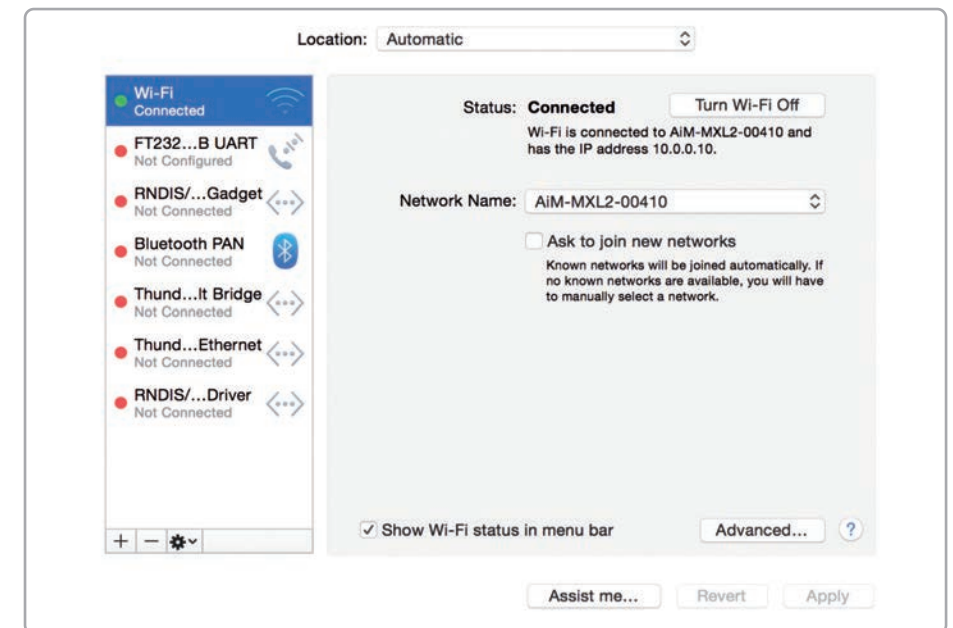 Location: Automatic
Wi-Fi
Connected
FT232...B UART
Not Configured
RNDIS/...Gadget
Not Connected
Bluetooth PAN
Not Connected
Thund...lt Bridge
Not Connected
Thund...Ethernet
Not Connected
RNDIS/...Driver
Not Connected
Status: Connected
Turn Wi-Fi Off
Wi-Fi is connected to AiM-MXL2-00410 and
has the IP address 10.0.0.10.
Network Name: AiM-MXL2-00410
Ask to join new networks
Known networks will be joined automatically. If
no known networks are available, you will have
to manually select a network.
Show Wi-Fi status in menu bar
Advanced...
?
Assist me...
Revert
Apply